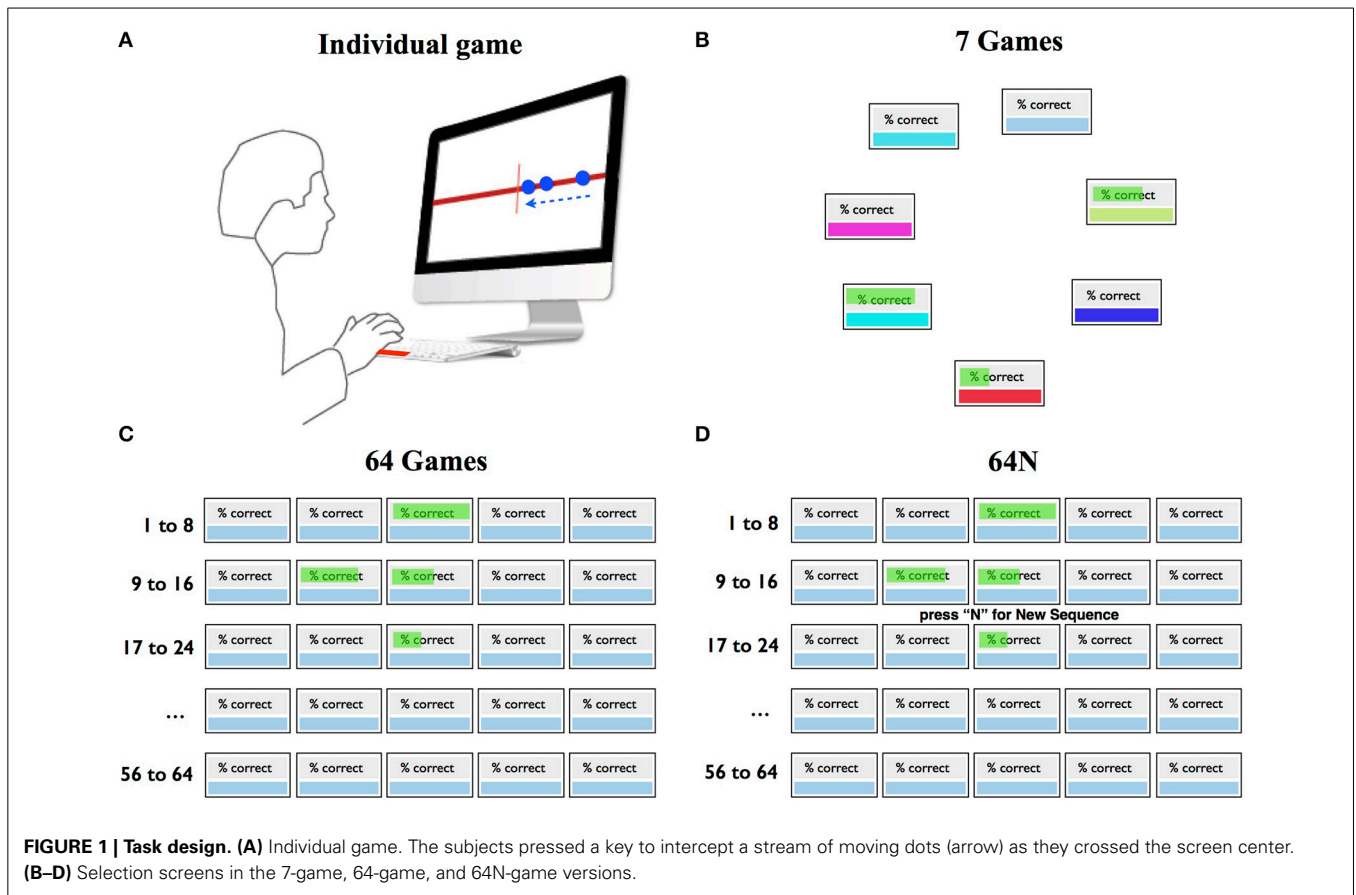 A
Individual game
B
7 Games
% correct
% correct
% correct
% correct
% correct
% correct
% correct
C
64 Games
1 to 8 % correct % correct % correct % correct % correct
9 to 16 % correct % correct % correct % correct % correct
17 to 24 % correct % correct % correct % correct % correct
... % correct % correct % correct % correct % correct
56 to 64 % correct % correct % correct % correct % correct
D
64N
1 to 8 % correct % correct % correct % correct % correct
9 to 16 % correct % correct % correct % correct % correct
press “N” for New Sequence
17 to 24 % correct % correct % correct % correct % correct
... % correct % correct % correct % correct % correct
56 to 64 % correct % correct % correct % correct % correct
FIGURE 1 | Task design. (A) Individual game. The subjects pressed a key to intercept a stream of moving dots (arrow) as they crossed the screen center.
(B–D) Selection screens in the 7-game, 64-game, and 64N-game versions.